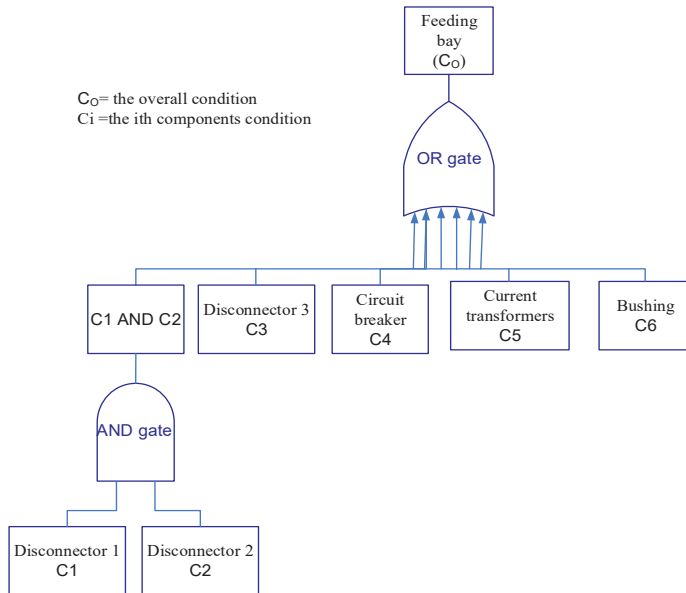 Feeding
bay
(Co)
Co= the overall condition
Ci =the ith components condition
OR gate
C1 AND C2
Disconnector 3
C3
Circuit
breaker
C4
Current
transformers
C5
Bushing
C6
AND gate
Disconnector 1
C1
Disconnector 2
C2